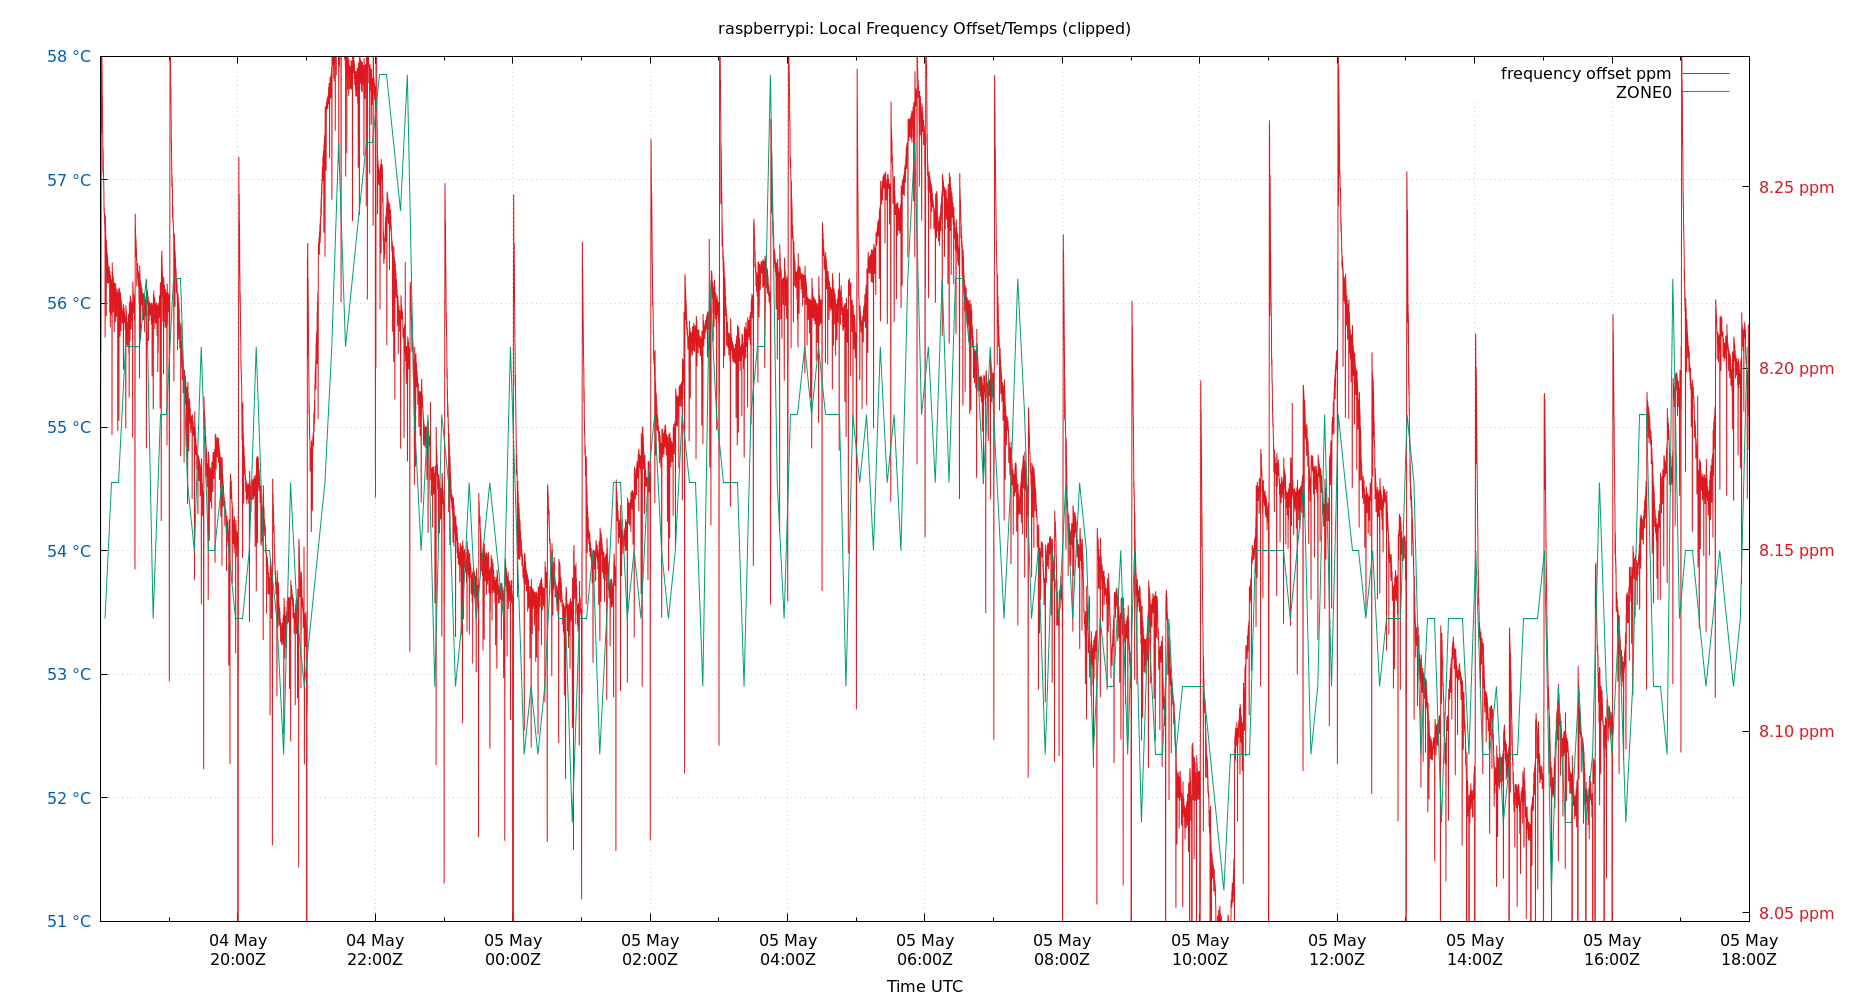 raspberrypi: Local Frequency Offset/Temps (clipped)
frequency offset ppm
ZONE0
58 °C
57 °C
56 °C
55 °C
54 °C
53 °C
52 °C
51 °C
8.25 ppm
8.20 ppm
8.15 ppm
8.10 ppm
8.05 ppm
04 May
20:00Z
04 May
22:00Z
05 May
00:00Z
05 May
02:00Z
05 May
04:00Z
05 May
06:00Z
05 May
08:00Z
05 May
10:00Z
05 May
12:00Z
05 May
14:00Z
05 May
16:00Z
05 May
18:00Z
Time UTC